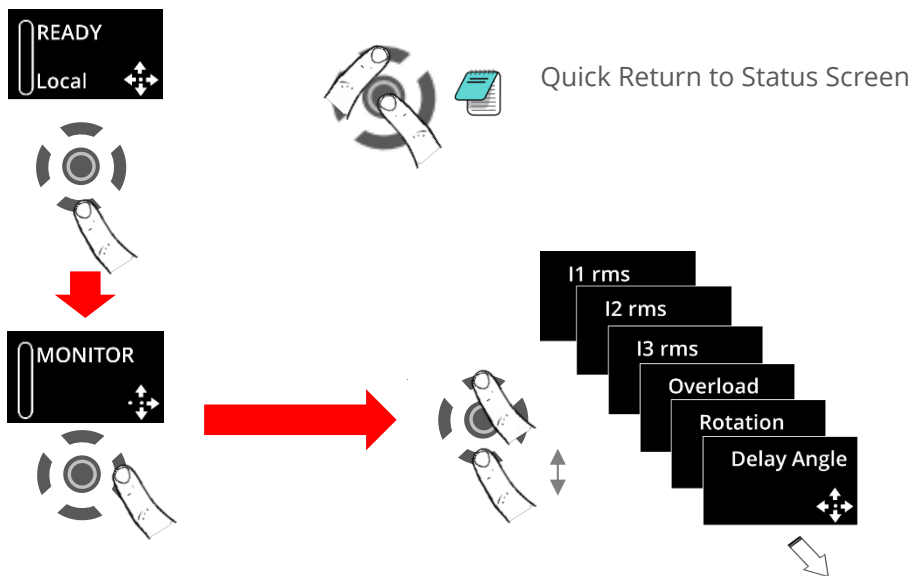 READY
Local
Quick Return to Status Screen
MONITOR
I1 rms
I2 rms
I3 rms
Overload
Rotation
Delay Angle